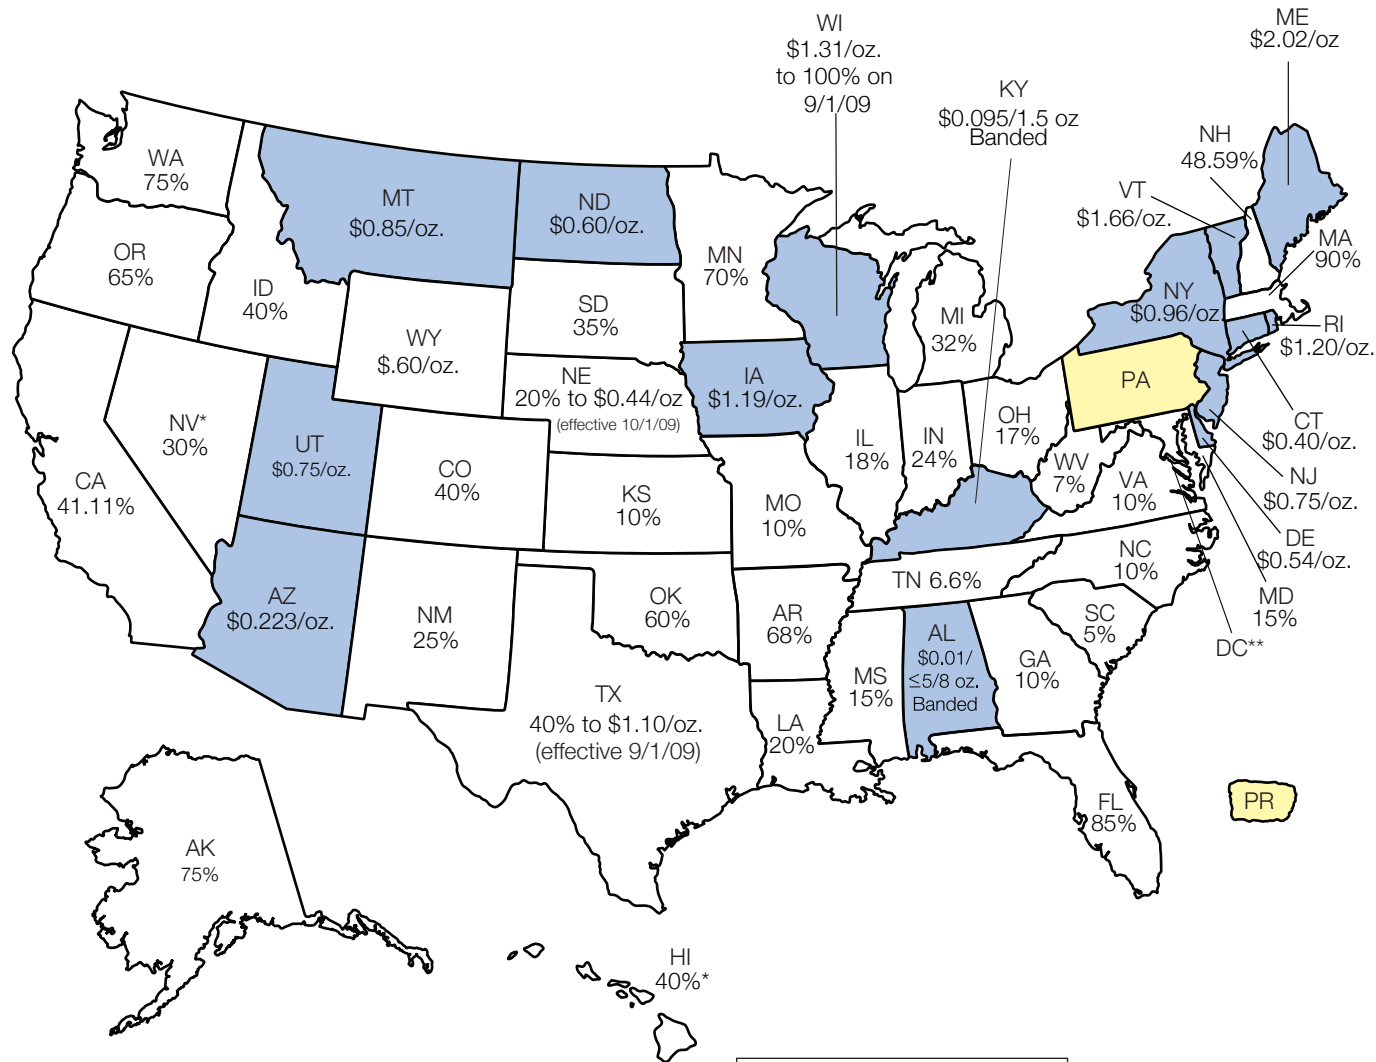 WI
$1.31/oz.
to 100% on
9/1/09
ME
$2.02/oz
KY
$0.095/1.5 oz
Banded
NH
48.59%
VT
$1.66/oz.
WA
75%
MT
$0.85/oz.
ND
$0.60/oz.
MN
70%
MA
90%
OR
65%
ID
40%
SD
35%
NY
$0.96/oz.
MI
32%
RI
$1.20/oz.
WY
$.60/oz.
NE
20% to $0.44/oz
(effective 10/1/09)
IA
$1.19/oz.
PA
NV*
30%
UT
$0.75/oz.
CO
40%
IL
18%
IN
24%
OH
17%
CT
$0.40/oz.
CA
41.11%
KS
10%
MO
10%
WV
7%
VA
10%
NJ
$0.75/oz.
DE
$0.54/oz.
NC
10%
TN 6.6%
MD
15%
AZ
$0.223/oz.
NM
25%
OK
60%
AR
68%
SC
5%
DC**
AL
$0.01/
≤5/8 oz.
Banded
GA
10%
MS
15%
TX
40% to $1.10/oz.
(effective 9/1/09)
LA
20%
FL
85%
PR
AK
75%
HI
40%*